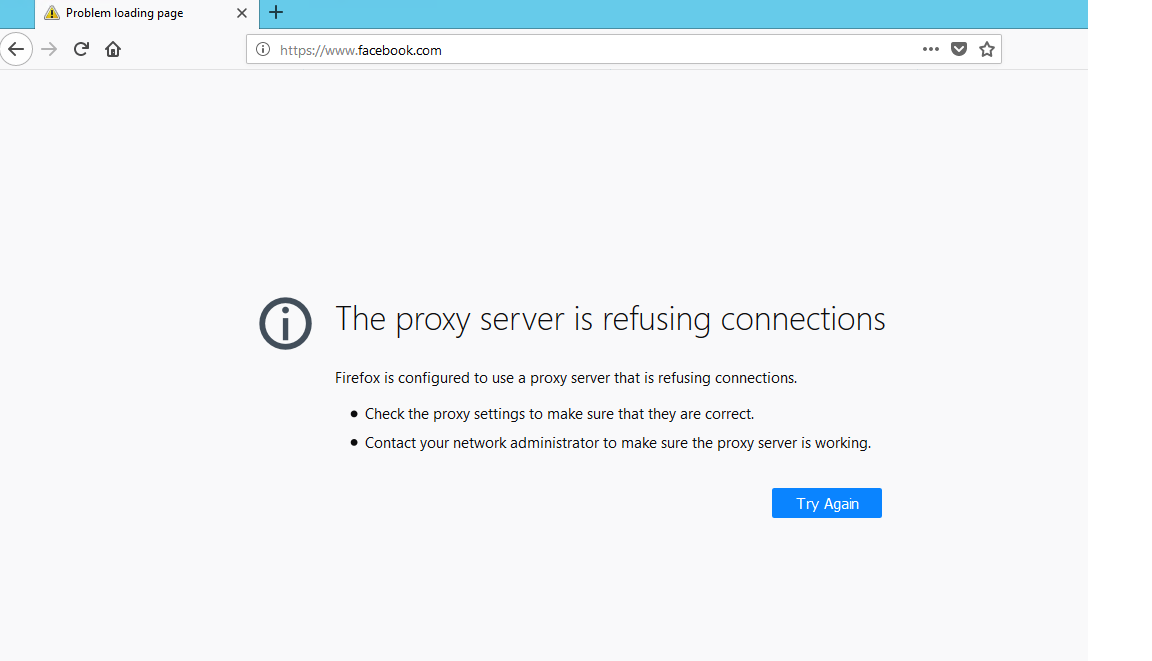 Problem loading page
https://www.facebook.com
The proxy server is refusing connections
Firefox is configured to use a proxy server that is refusing connections.
Check the proxy settings to make sure that they are correct.
Contact your network administrator to make sure the proxy server is working.
Try Again